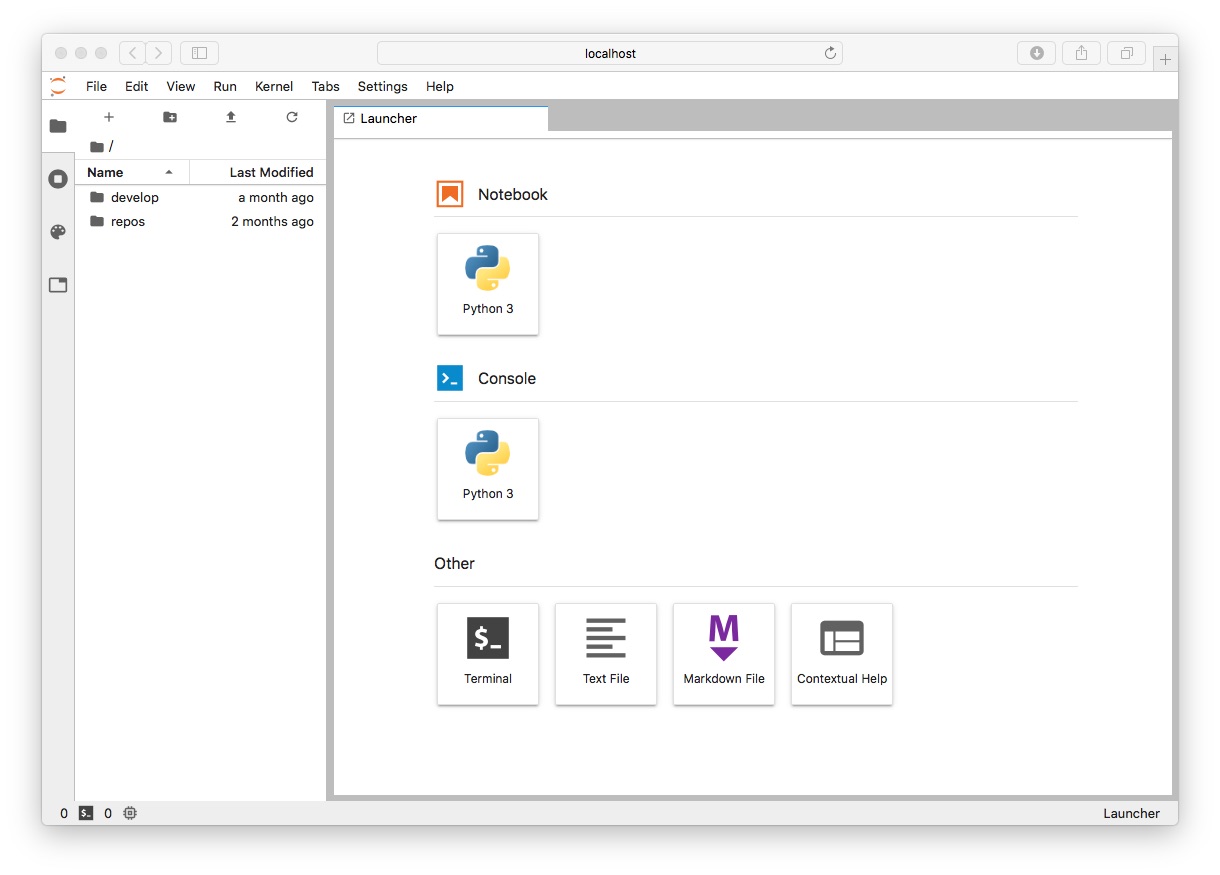 localhost
File Edit View Run Kernel Tabs Settings Help
Launcher
/
Name Last Modified
develop a month ago
repos 2 months ago
Notebook
Python 3
Console
Python 3
Other
$_
M
Terminal Text File Markdown File Contextual Help
0 $_ 0 Launcher